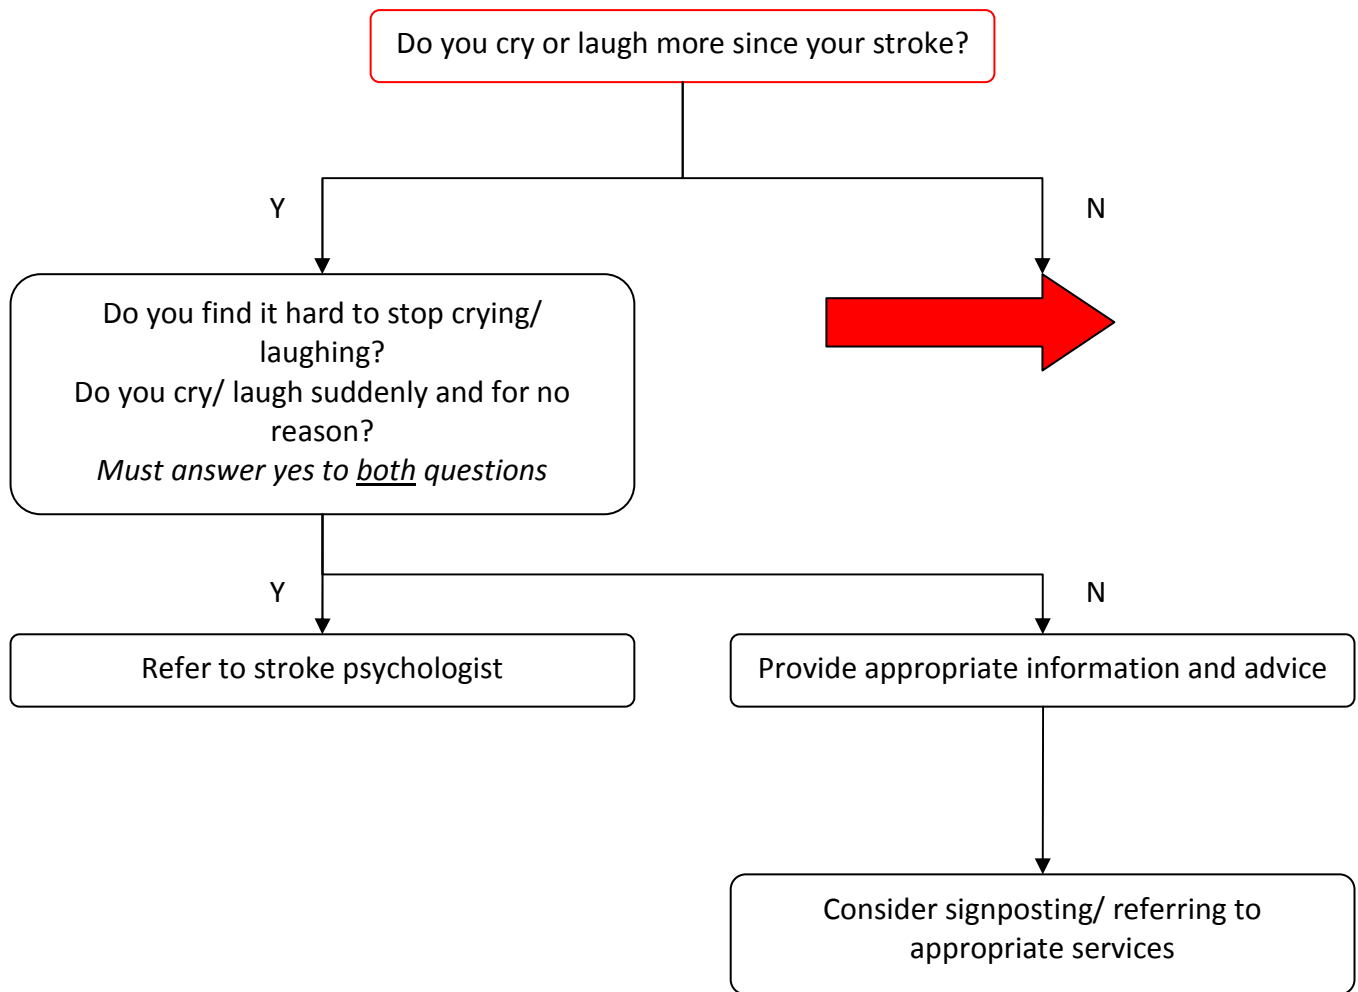 Do you cry or laugh more since your stroke?
Y
N
Do you find it hard to stop crying/
laughing?
Do you cry/ laugh suddenly and for no
reason?
Must answer yes to both questions
Y
N
Refer to stroke psychologist
Provide appropriate information and advice
Consider signposting/ referring to
appropriate services